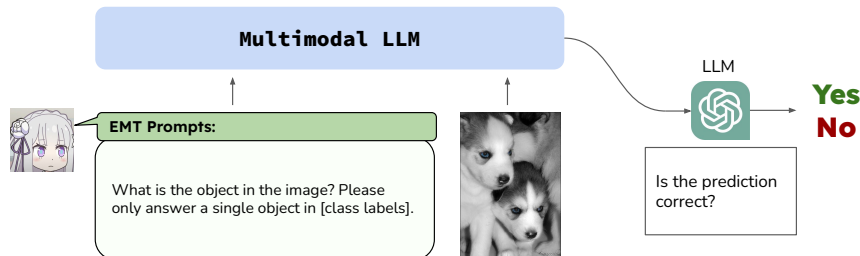 Multimodal LLM
LLM
Yes
No
EMT Prompts:
What is the object in the image? Please
only answer a single object in [class labels].
Is the prediction
correct?